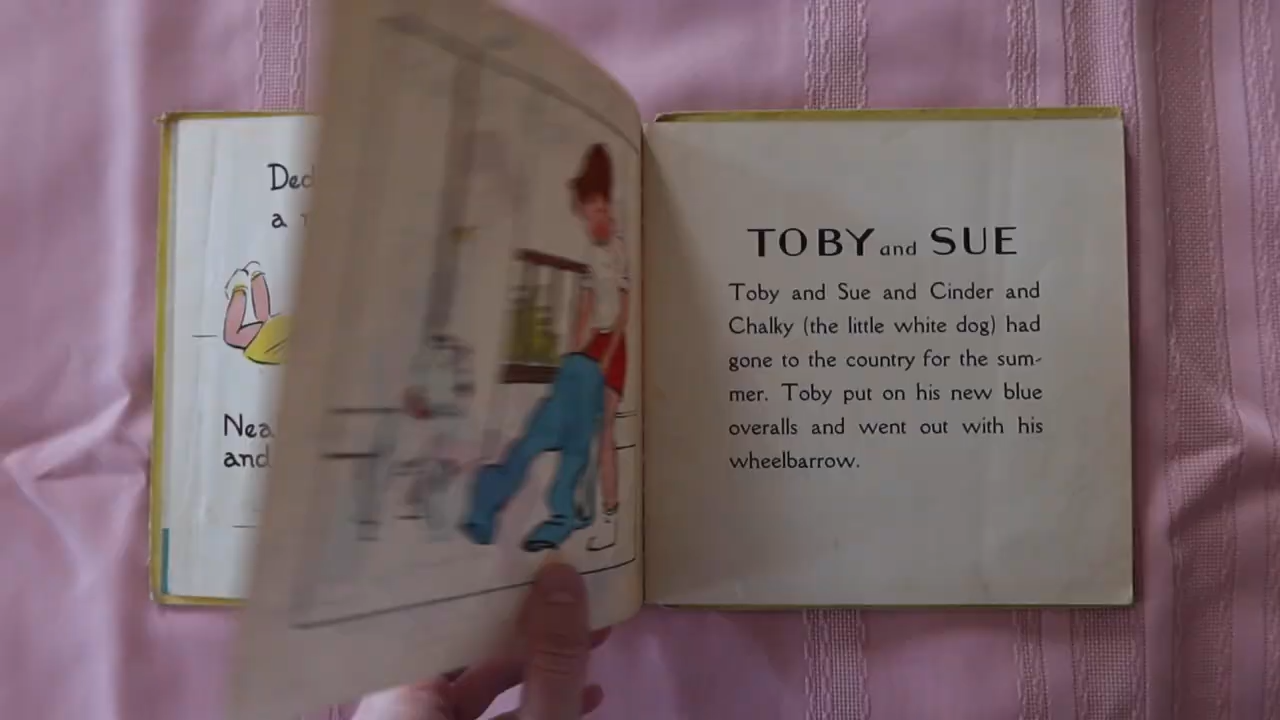 a
and
TOBY and SUE
Toby and Sue and Cinder and
Chalky (the little white dog) had
gone to the country for the sum-
mer. Toby put on his new blue
overalls and went out with his
wheelbarrow.